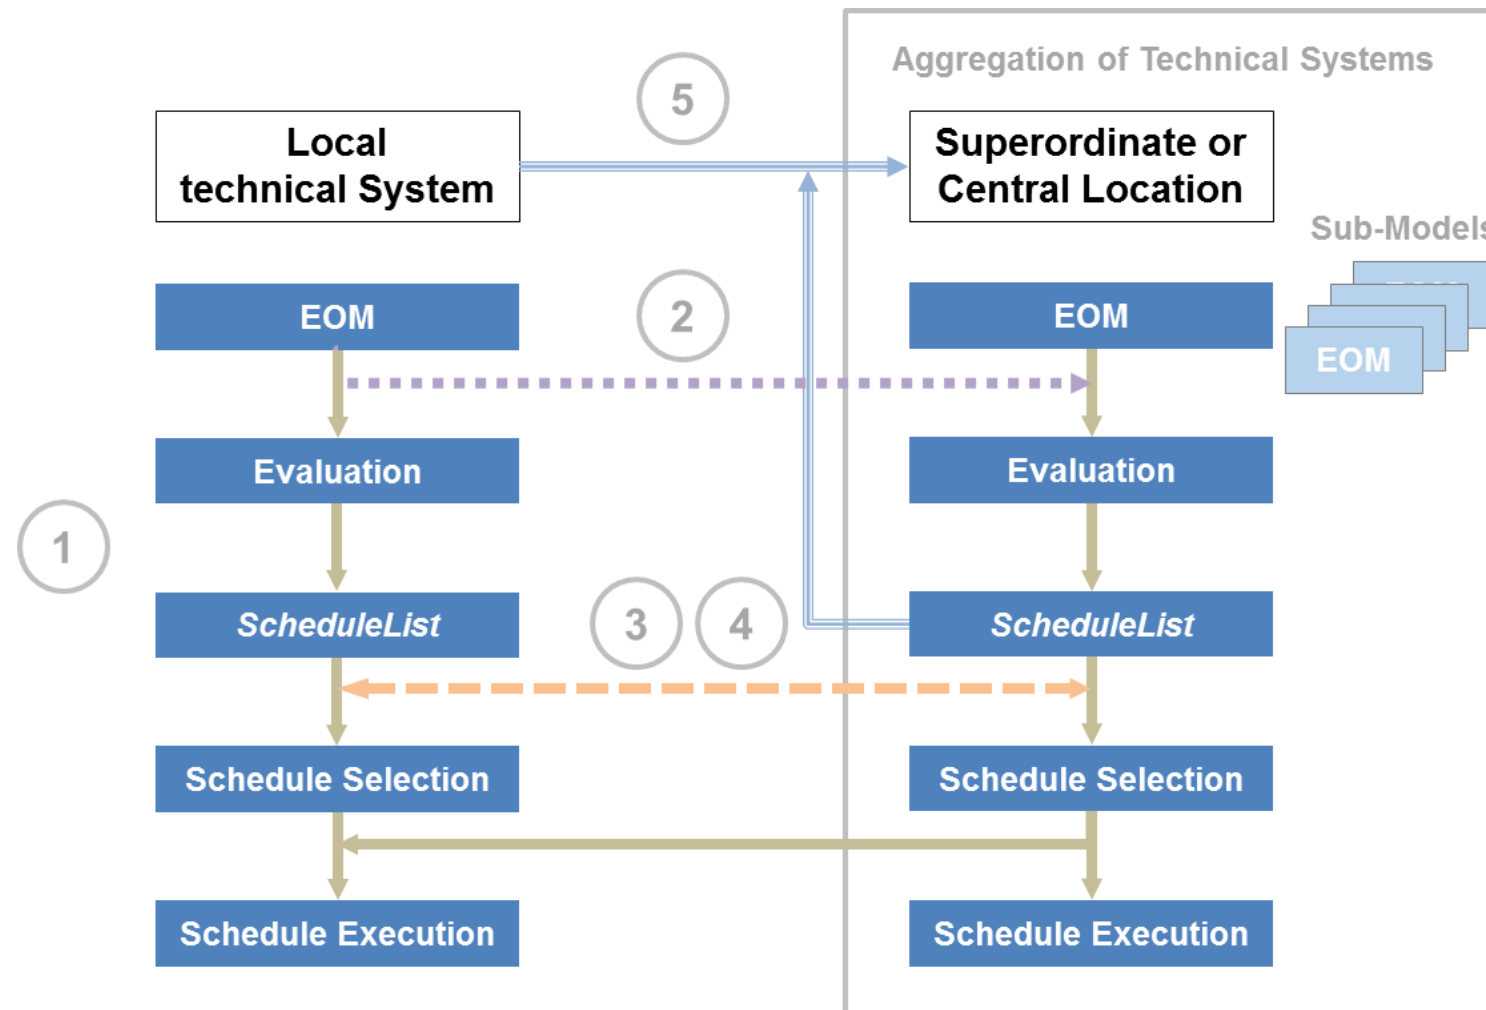 Aggregation of Technical Systems
5
Local
technical System
Superordinate or
Central Location
Sub-Models
EOM
2
EOM
EOM
Evaluation
Evaluation
1
ScheduleList
3
4
ScheduleList
Schedule Selection
Schedule Selection
Schedule Execution
Schedule Execution